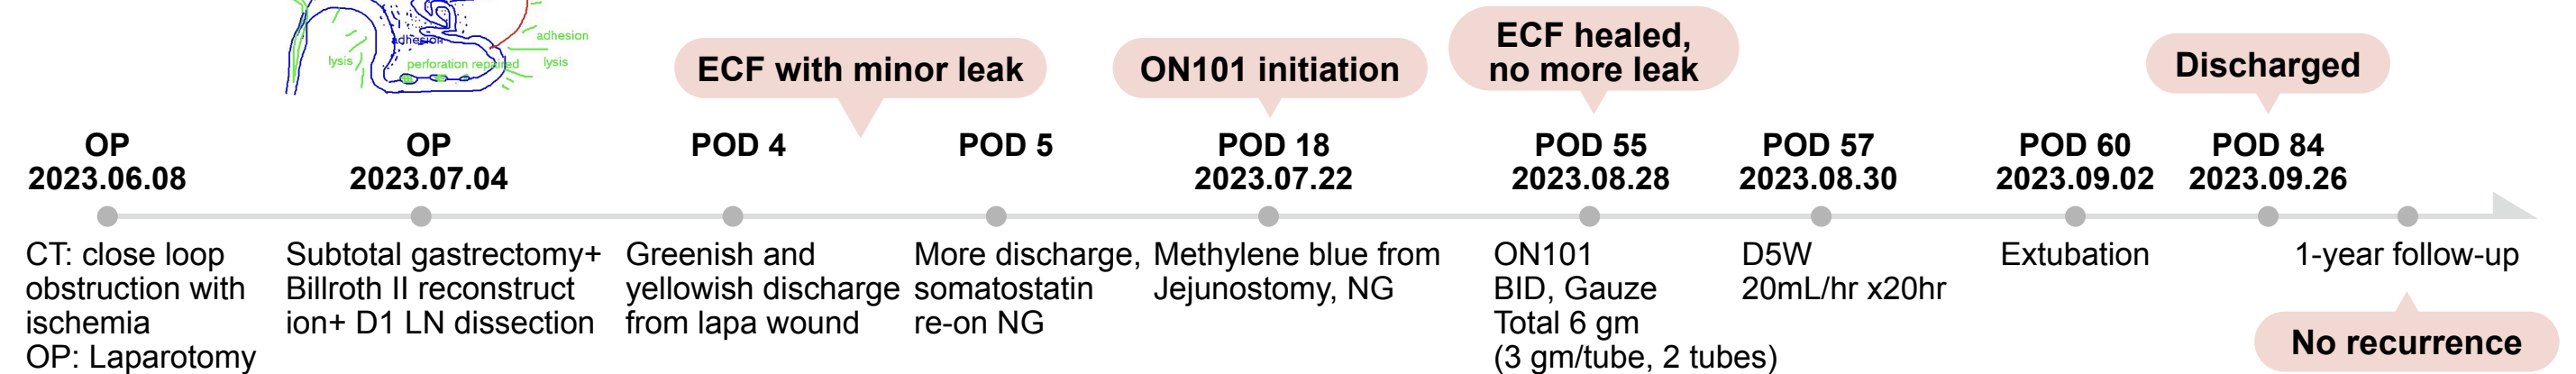 adhesion
lysis
perforation repaired
adhesion
lysis
ECF with minor leak
ON101 initiation
ECF healed,
no more leak
Discharged
OP
2023.06.08
OP
2023.07.04
POD 4
POD 5
POD 18
2023.07.22
POD 55
2023.08.28
POD 57
2023.08.30
POD 60
2023.09.02
POD 84
2023.09.26
CT: close loop
obstruction with
ischemia
OP: Laparotomy
Subtotal gastrectomy+
Billroth II reconstruct
ion+ D1 LN dissection
Greenish and
yellowish discharge
from lapa wound
More discharge,
somatostatin
re-on NG
Methylene blue from
Jejunostomy, NG
ON101
BID, Gauze
Total 6 gm
(3 gm/tube, 2 tubes)
D5W
20mL/hr x20hr
Extubation
1-year follow-up
No recurrence